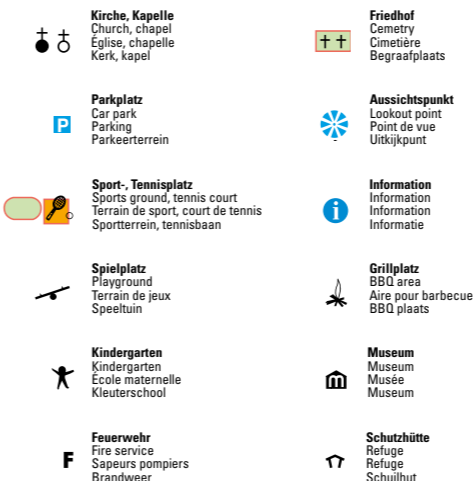 Kirche, Kapelle
Church, chapel
Église, chapelle
Kerk, kapel
P
Parkplatz
Car park
Parking
Parkeerterrein
Sport-, Tennisplatz
Sports ground, tennis court
Terrain de sport, court de tennis
Sportterrein, tennisbaan
Spielplatz
Playground
Terrain de jeux
Speeltuin
Kindergarten
Kindergarten
École maternelle
Kleuterschool
F
Feuerwehr
Fire service
Sapeurs pompiers
Brandweer
Friedhof
Cemetry
Cimetière
Begraafplaats
Aussichtspunkt
Lookout point
Point de vue
Uitkijkpunt
i
Information
Information
Information
Informatie
Grillplatz
BBQ area
Aire pour barbecue
BBQ plaats
Museum
Museum
Musée
Museum
Schutzhütte
Refuge
Refuge
Schuilhut